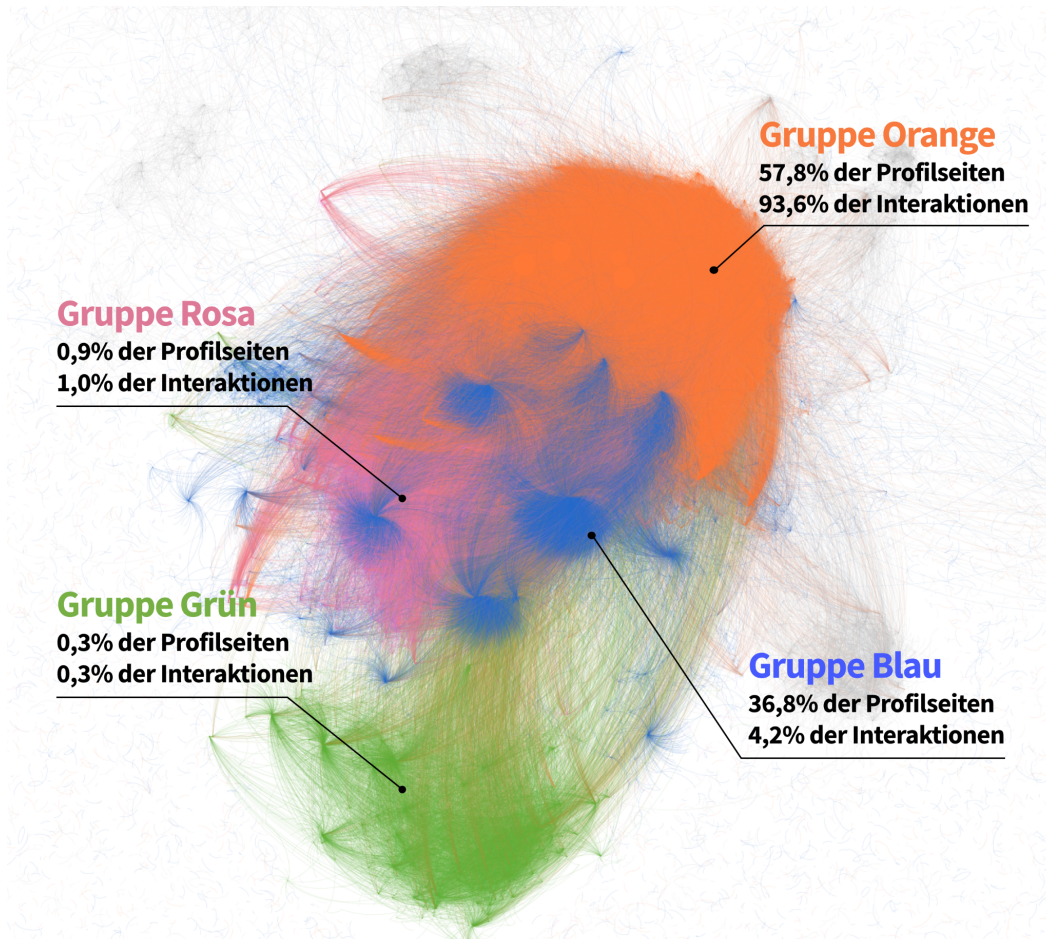 Gruppe Orange
57,8% der Profilseiten
93,6% der Interaktionen
Gruppe Rosa
0,9% der Profilseiten
1,0% der Interaktionen
Gruppe Grün
0,3% der Profilseiten
0,3% der Interaktionen
Gruppe Blau
36,8% der Profilseiten
4,2% der Interaktionen